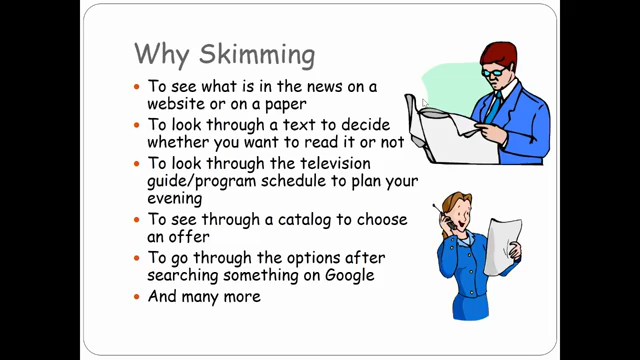 Why Skimming
• To see what is in the news on a
website or on a paper
• To look through a text to decide
whether you want to read it or not
• To look through the television
guide/program schedule to plan your
evening
• To see through a catalog to choose
an offer
• To go through the options after
searching something on Google
• And many more